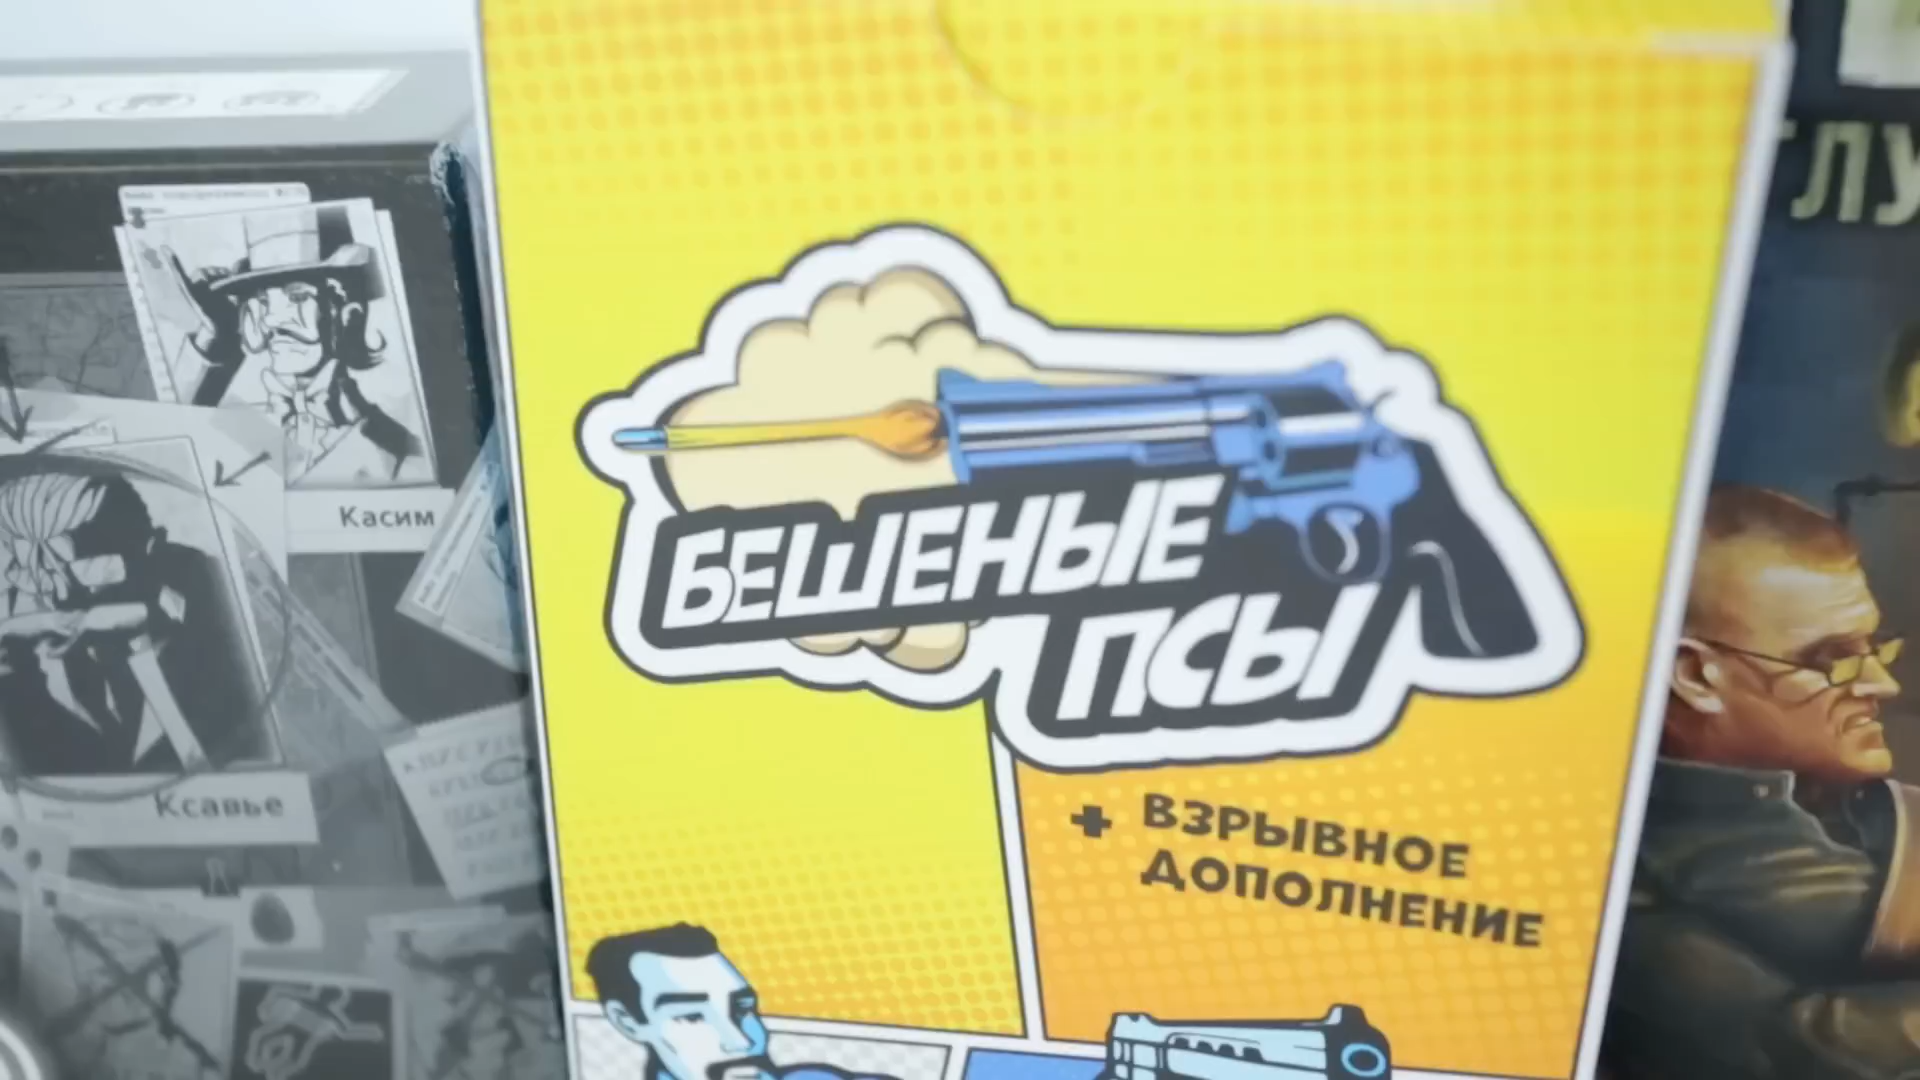 Касим
Ксавье
БЕШЕНЫЕ
ПСЫ
+ ВЗРЫВНОЕ
ДОПОЛНЕНИЕ